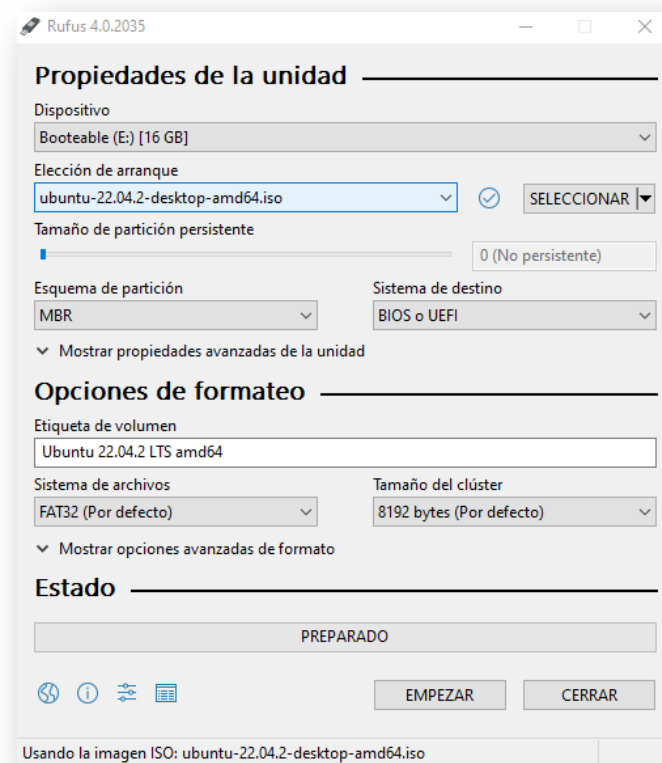 Rufus 4.0.2035
Propiedades de la unidad
Dispositivo
Booteable (E:) [16 GB]
Elección de arranque
ubuntu-22.04.2-desktop-amd64.iso
SELECCIONAR
Tamaño de partición persistente
0 (No persistente)
Esquema de partición Sistema de destino
MBR BIOS o UEFI
Mostrar propiedades avanzadas de la unidad
Opciones de formateo
Etiqueta de volumen
Ubuntu 22.04.2 LTS amd64
Sistema de archivos Tamaño del clúster
FAT32 (Por defecto) 8192 bytes (Por defecto)
Mostrar opciones avanzadas de formato
Estado
PREPARADO
EMPEZAR CERRAR
Usando la imagen ISO: ubuntu-22.04.2-desktop-amd64.iso